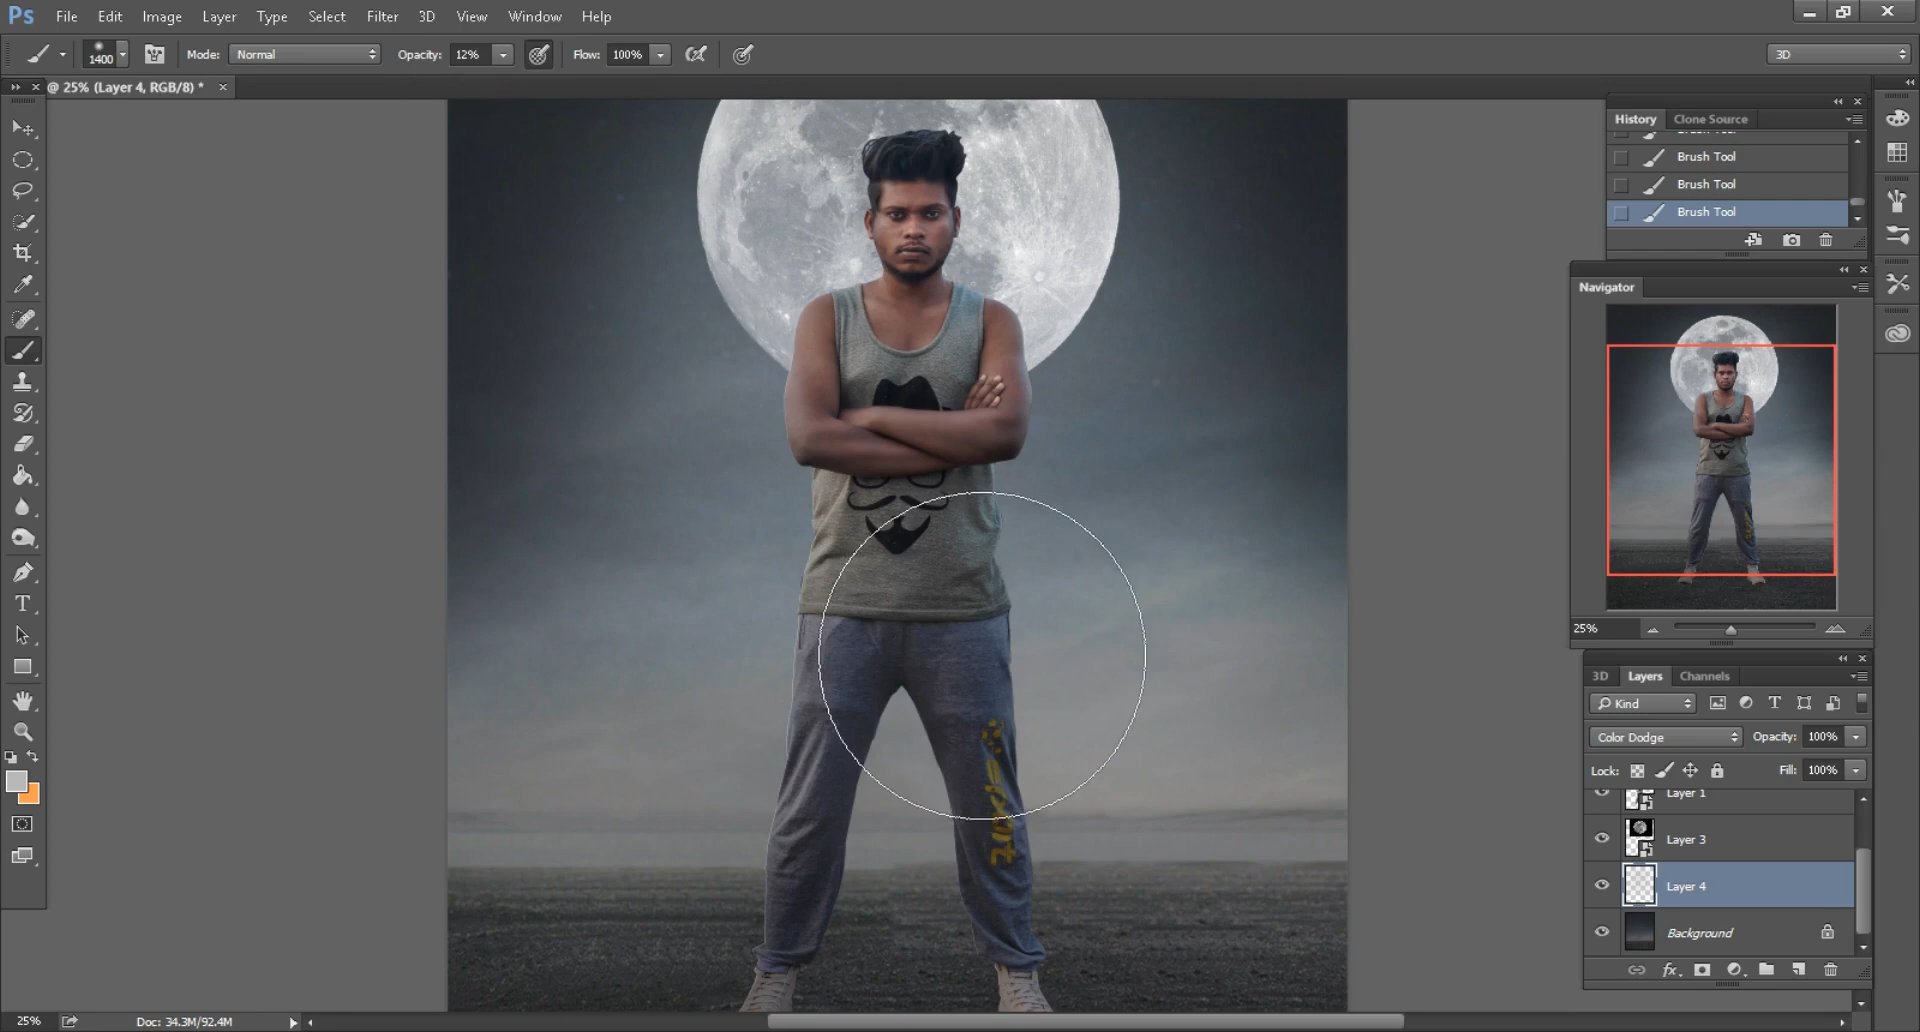 Ps File Edit Image Layer Type Select Filter 3D View Window Help
1400 Mode: Normal Opacity: 12% Flow: 100% 3D
@ 25% (Layer 4, RGB/8) * ×
History Clone Source
Brush Tool
Brush Tool
Brush Tool
Navigator
25%
3D Layers Channels
Kind
Color Dodge Opacity: 100%
Lock: Fill: 100%
Layer 1
Layer 3
Layer 4
Background
25% Doc: 34.3M/92.4M